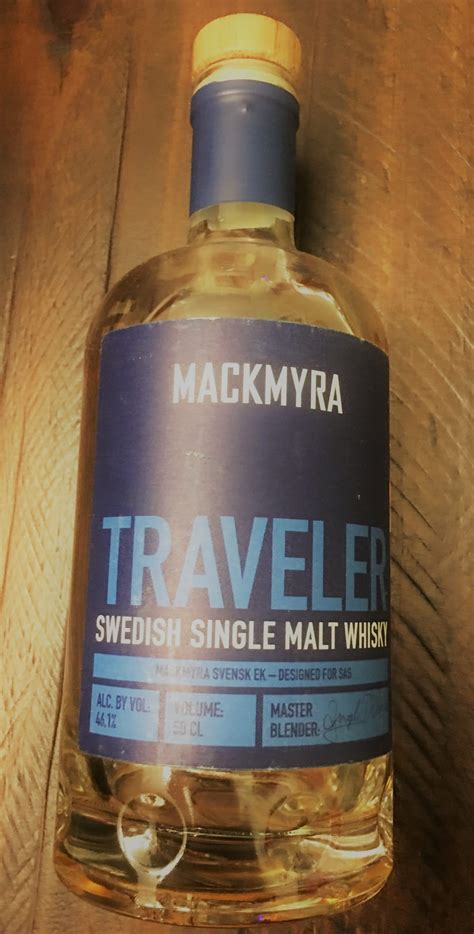 MACKMYRA
TRAVELER
SWEDISH SINGLE MALT WHISKY
MACKMYRA SVENSK EK – DESIGNED FOR SAS
ALC. BY VOL:
46,1%
VOLUME:
50 CL
MASTER
BLENDER: